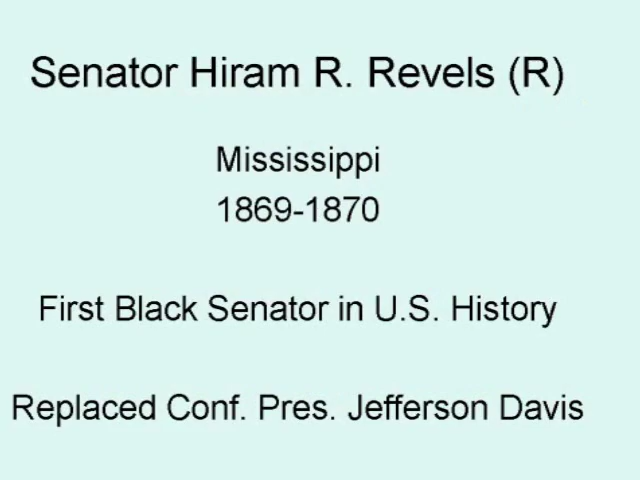 Senator Hiram R. Revels (R)
Mississippi
1869-1870
First Black Senator in U.S. History
Replaced Conf. Pres. Jefferson Davis